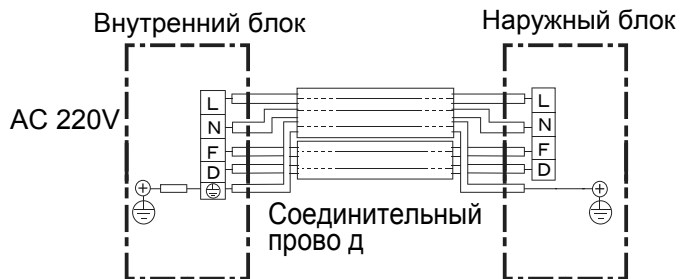 Внутренний блок
Наружный блок
AC 220V
L
N
F
D
L
N
F
D
Соединительный
прово д